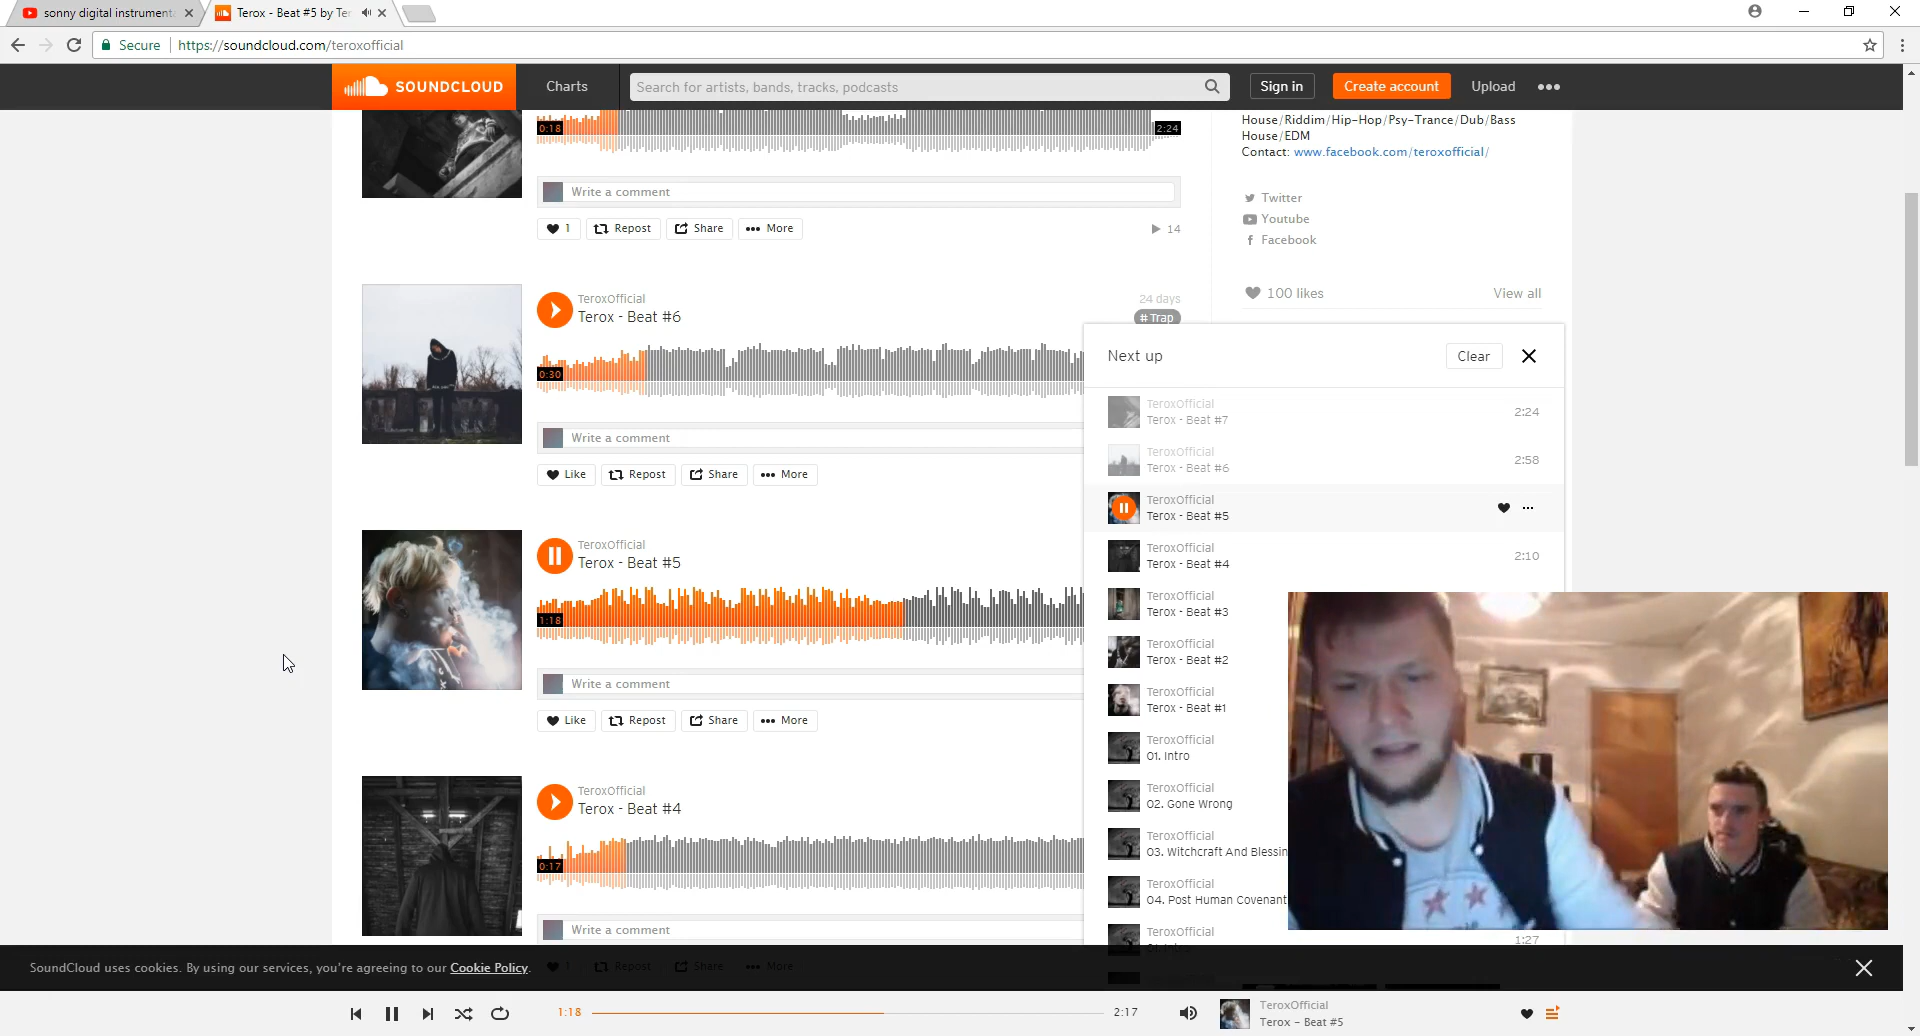 sonny digital instrument
Terox - Beat #5 by Te
Secure
https://soundcloud.com/teroxofficial
SOUNDCLOUD
Charts
Search for artists, bands, tracks, podcasts
Sign in
Create account
Upload
0:18
2:24
Write a comment
1
Repost
Share
More
14
House/Riddim/Hip-Hop/Psy-Trance/Dub/Bass
House/EDM
Contact: www.facebook.com/teroxofficial/
Twitter
Youtube
Facebook
100 likes
View all
TeroxOfficial
Terox - Beat #6
24 days
# Trap
0:30
Write a comment
Like
Repost
Share
More
TeroxOfficial
Terox - Beat #5
1:18
Write a comment
Like
Repost
Share
More
TeroxOfficial
Terox - Beat #4
0:17
Write a comment
1
Repost
Share
More
Next up
Clear
TeroxOfficial
Terox - Beat #7
2:24
TeroxOfficial
Terox - Beat #6
2:58
TeroxOfficial
Terox - Beat #5
TeroxOfficial
Terox - Beat #4
2:10
TeroxOfficial
Terox - Beat #3
TeroxOfficial
Terox - Beat #2
TeroxOfficial
Terox - Beat #1
TeroxOfficial
01. Intro
TeroxOfficial
02. Gone Wrong
TeroxOfficial
03. Witchcraft And Blessin
TeroxOfficial
04. Post Human Covenant
TeroxOfficial
1:27
SoundCloud uses cookies. By using our services, you're agreeing to our Cookie Policy.
1:18
2:17
TeroxOfficial
Terox - Beat #5